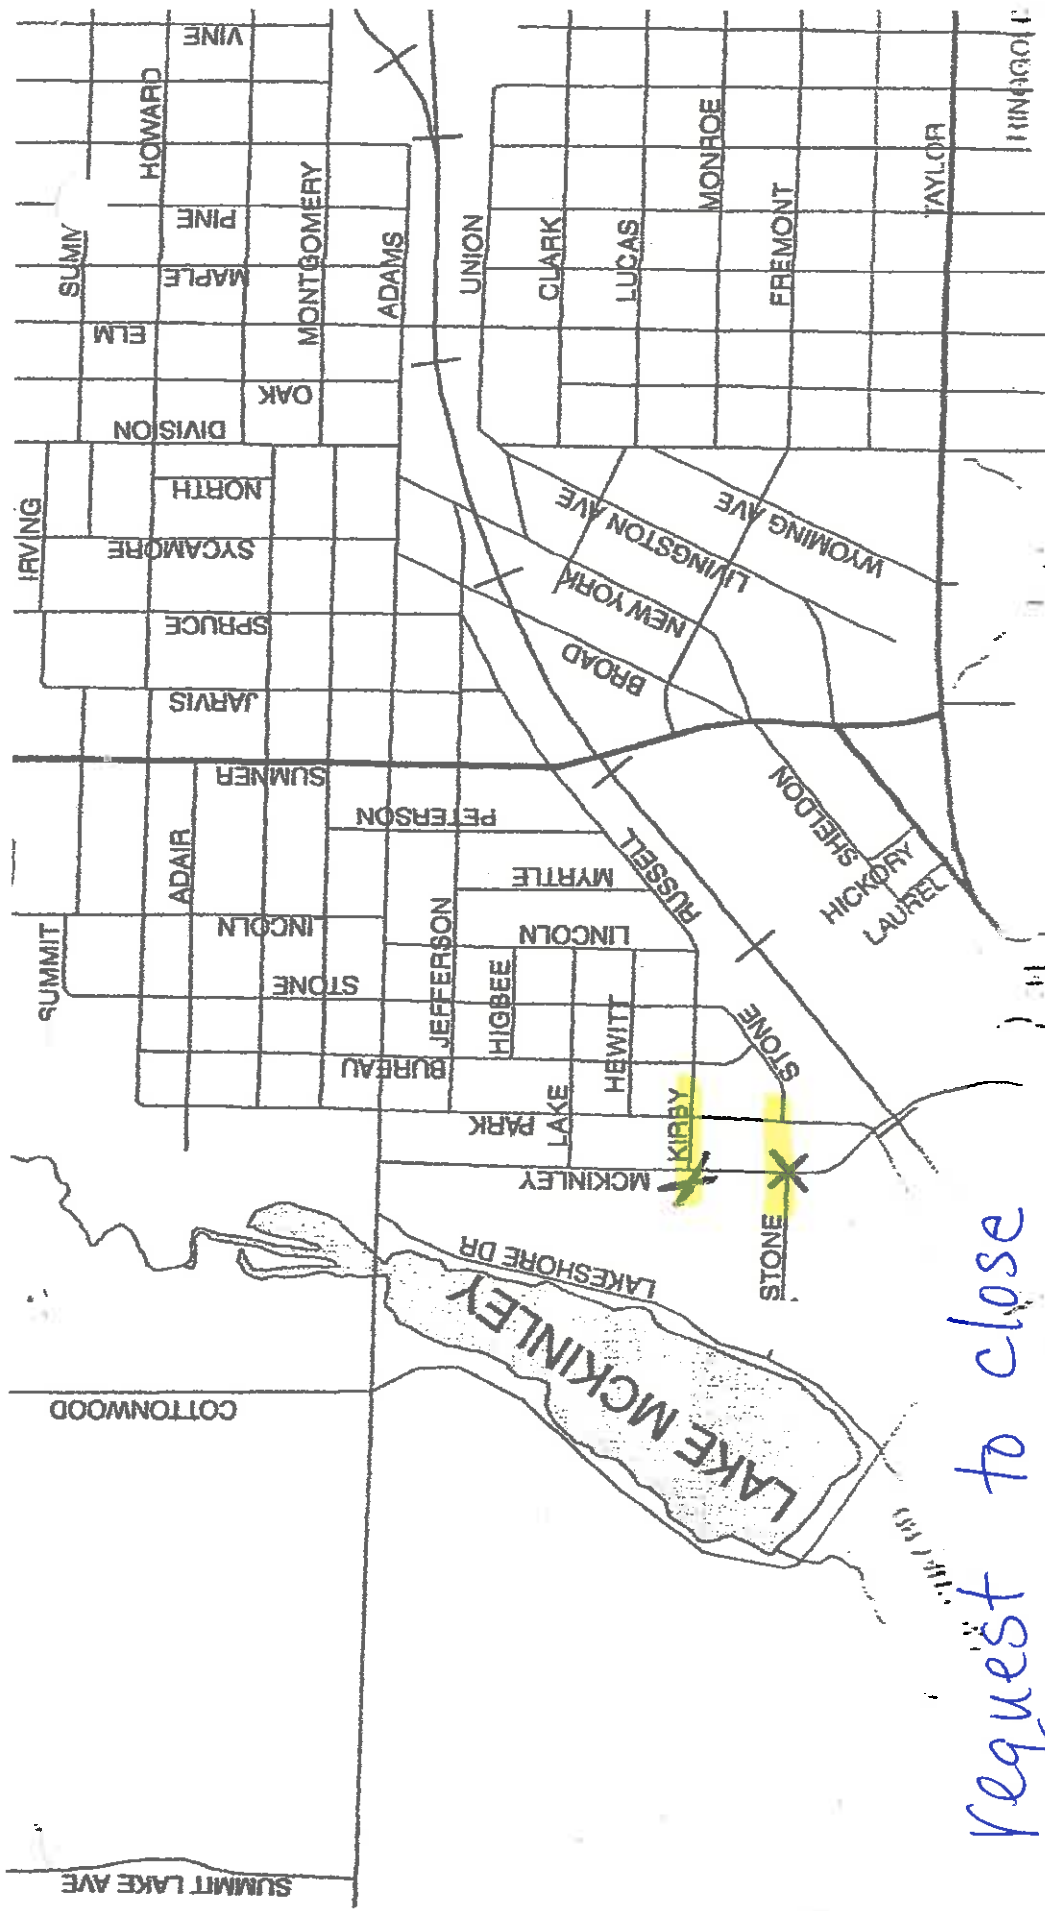 VINE
HOWARD
PINE
SUMN
MAPLE
MONTGOMERY
ADAMS
ELM
OAK
DIVISION
UNION
CLARK
LUCAS
MONROE
FREMONT
TAYLOR
IRVING
NORTH
SYCAMORE
SPRUCE
JARVIS
SUMNER
LIVINGSTON AVE
WYOMING AVE
NEW YORK
BROAD
PETERSON
ADAIR
MYRTLE
RUSSELL
SHELDON
HICKORY
LAUREL
SUMMIT
LINCOLN
LINCOLN
STONE
JEFFERSON
HIGBEE
HEWITT
STONE
BUREAU
PARK
LAKE
KIRBY
MCKINLEY
STONE
LAKESHORE DR
LAKE MCKINLEY
COTTONWOOD
SUMMIT LAKE AVE
request to close